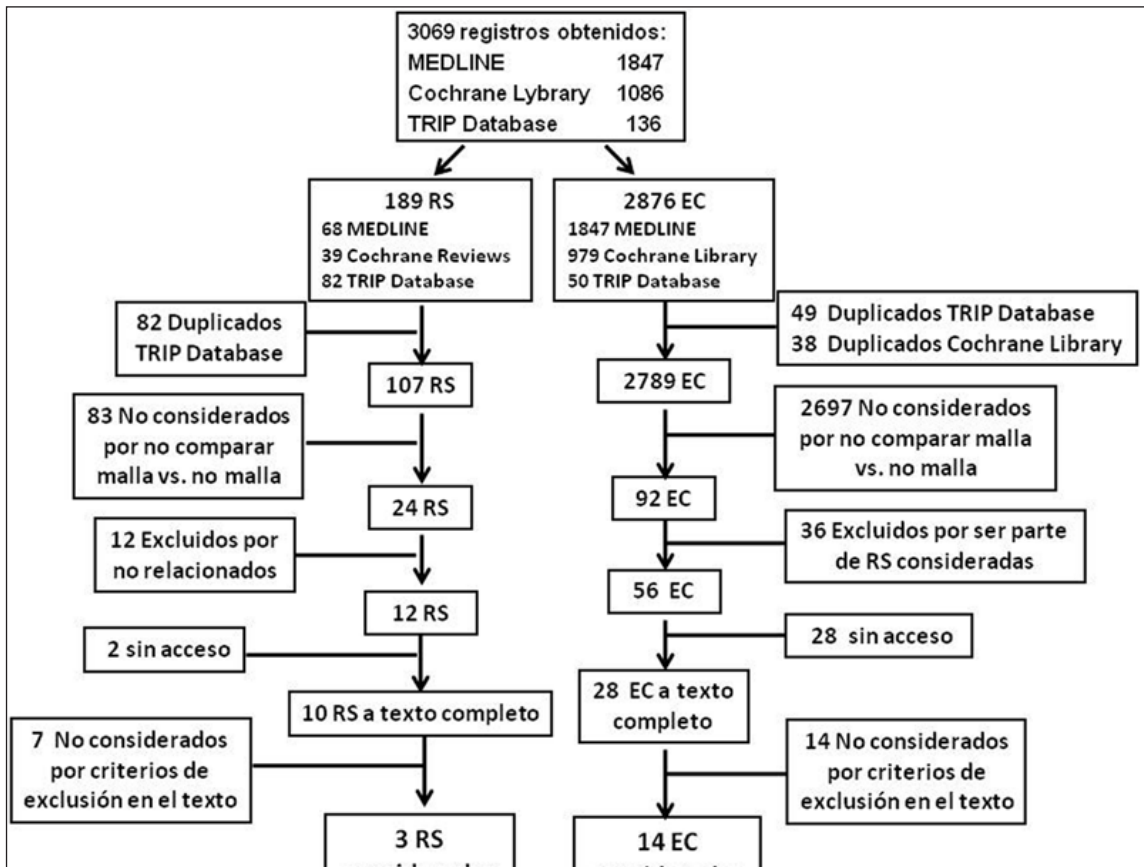 3069 registros obtenidos:
MEDLINE 1847
Cochrane Lybrary 1086
TRIP Database 136
189 RS
68 MEDLINE
39 Cochrane Reviews
82 TRIP Database
2876 EC
1847 MEDLINE
979 Cochrane Library
50 TRIP Database
82 Duplicados
TRIP Database
49 Duplicados TRIP Database
38 Duplicados Cochrane Library
107 RS
2789 EC
83 No considerados
por no comparar
malla vs. no malla
2697 No considerados
por no comparar malla
vs. no malla
24 RS
92 EC
12 Excluidos por
no relacionados
36 Excluidos por ser parte
de RS consideradas
12 RS
56 EC
2 sin acceso
28 sin acceso
10 RS a texto completo
28 EC a texto
completo
7 No considerados
por criterios de
exclusión en el texto
14 No considerados
por criterios de
exclusión en el texto
3 RS
14 EC